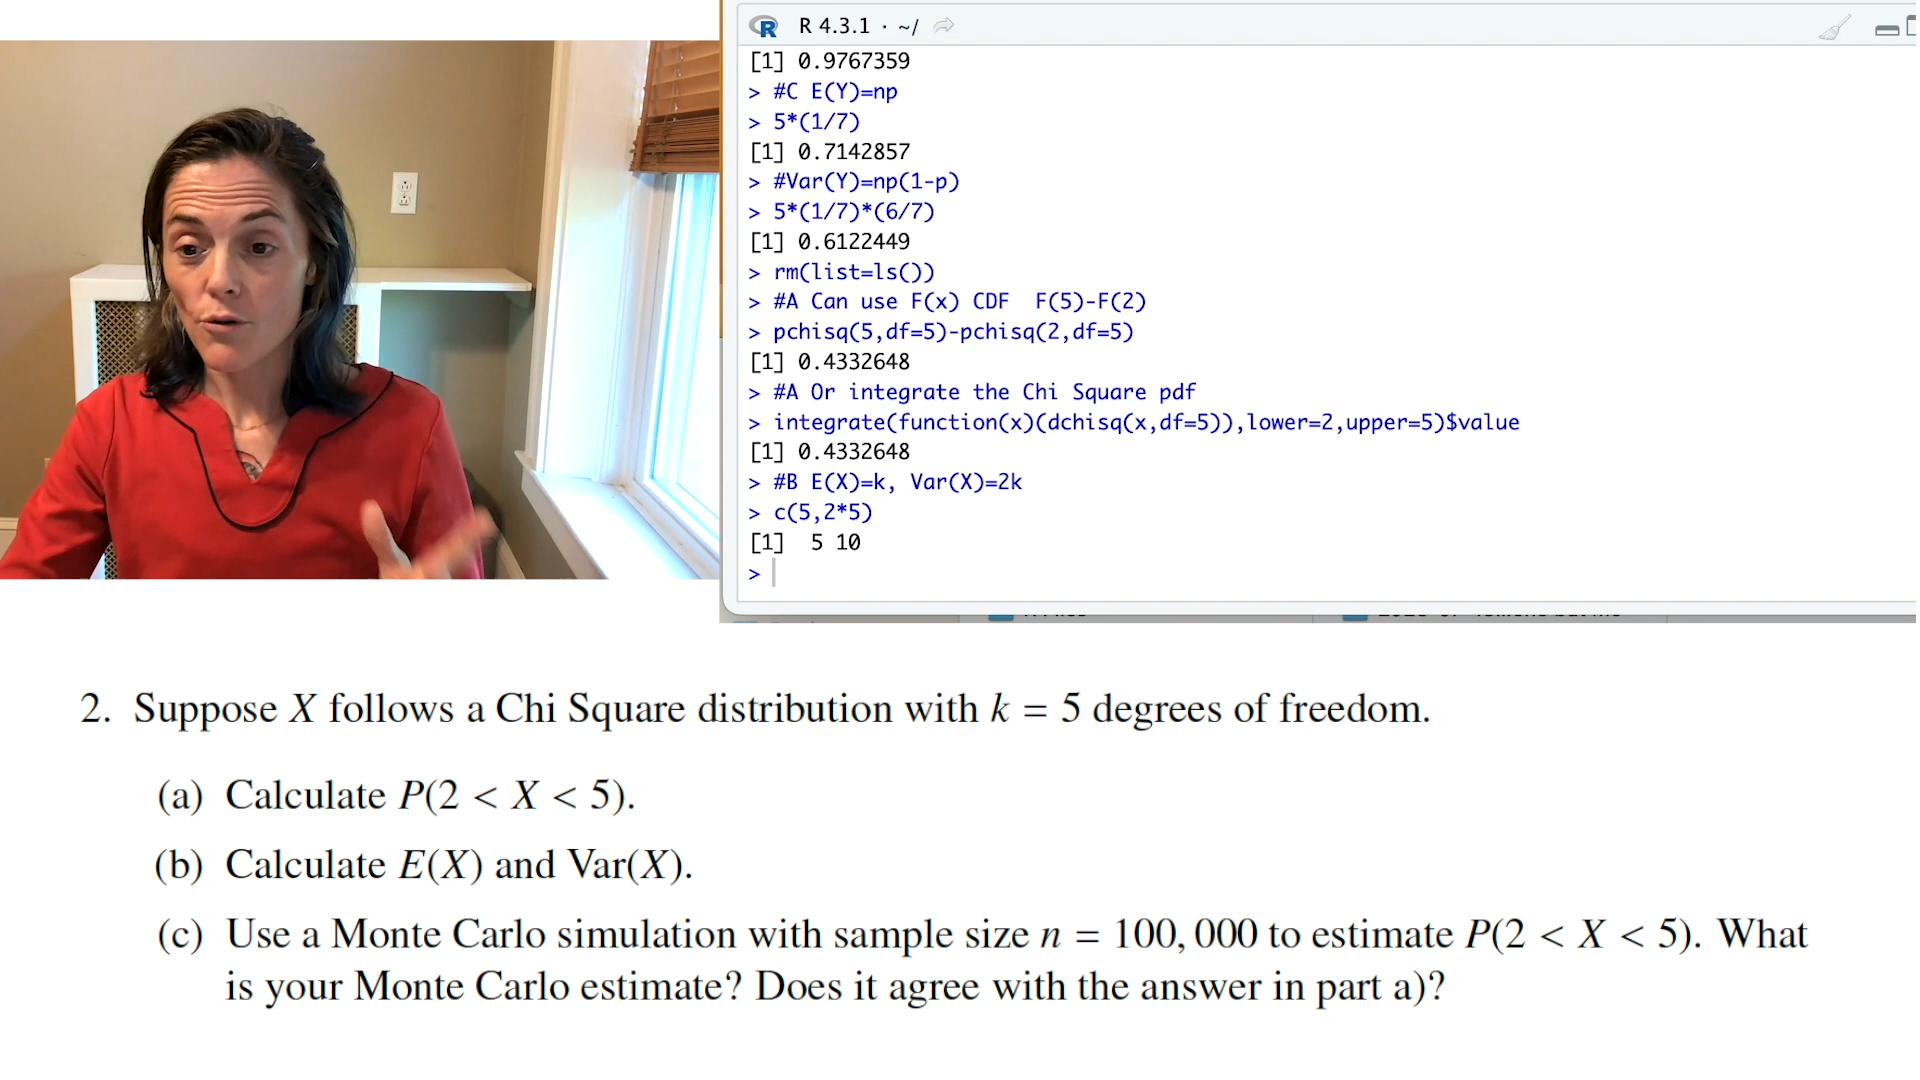 R 4.3.1 · ~/
[1] 0.9767359
> #C E(Y)=np
> 5*(1/7)
[1] 0.7142857
> #Var(Y)=np(1-p)
> 5*(1/7)*(6/7)
[1] 0.6122449
> rm(list=ls())
> #A Can use F(x) CDF  F(5)-F(2)
> pchisq(5,df=5)-pchisq(2,df=5)
[1] 0.4332648
> #A Or integrate the Chi Square pdf
> integrate(function(x)(dchisq(x,df=5)),lower=2,upper=5)$value
[1] 0.4332648
> #B E(X)=k, Var(X)=2k
> c(5,2*5)
[1]  5 10
>
2. Suppose X follows a Chi Square distribution with k = 5 degrees of freedom.
(a) Calculate P(2 < X < 5).
(b) Calculate E(X) and Var(X).
(c) Use a Monte Carlo simulation with sample size n = 100, 000 to estimate P(2 < X < 5). What
is your Monte Carlo estimate? Does it agree with the answer in part a)?